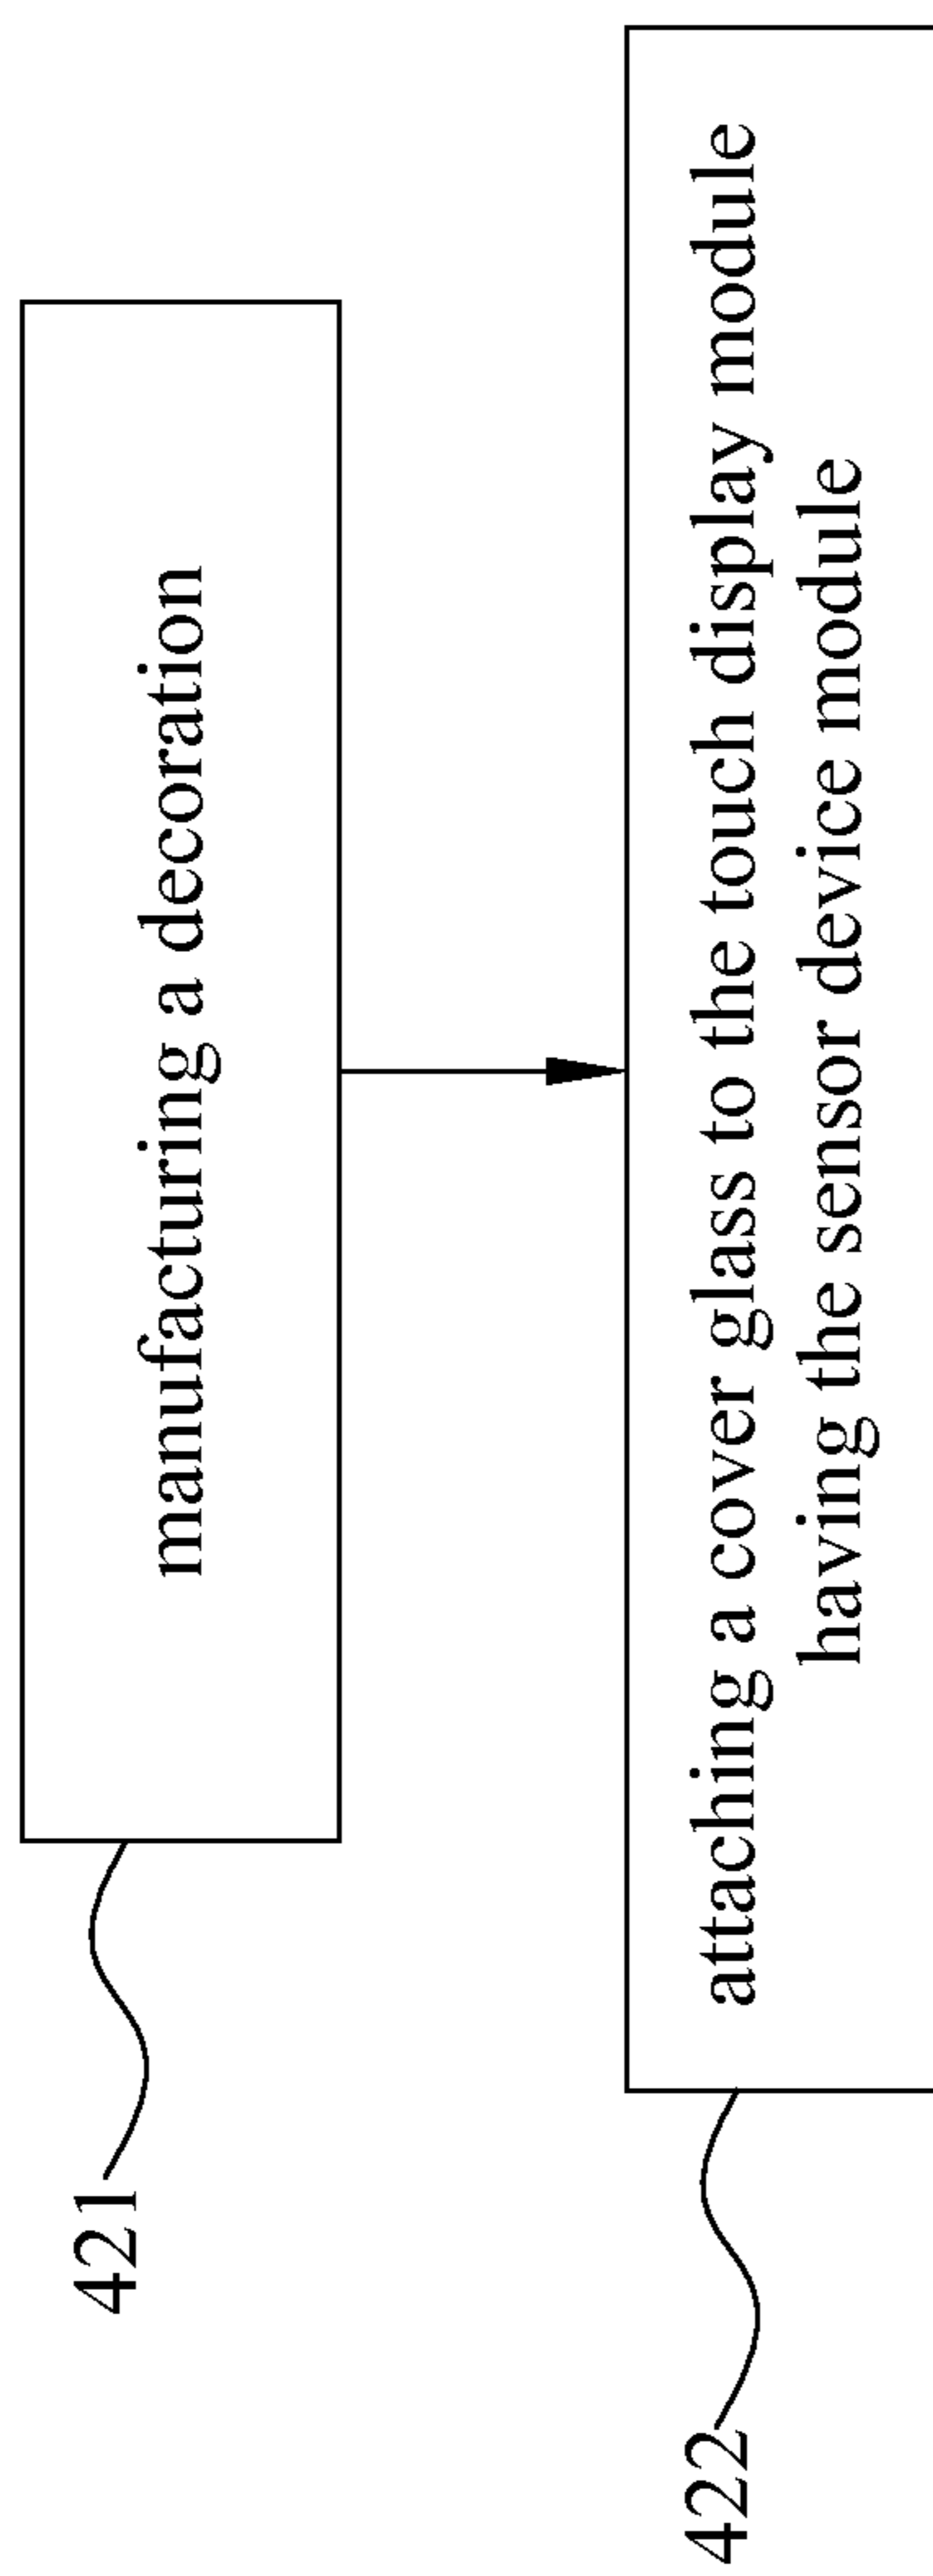 manufacturing a decoration
421
attaching a cover glass to the touch display module
having the sensor device module
422